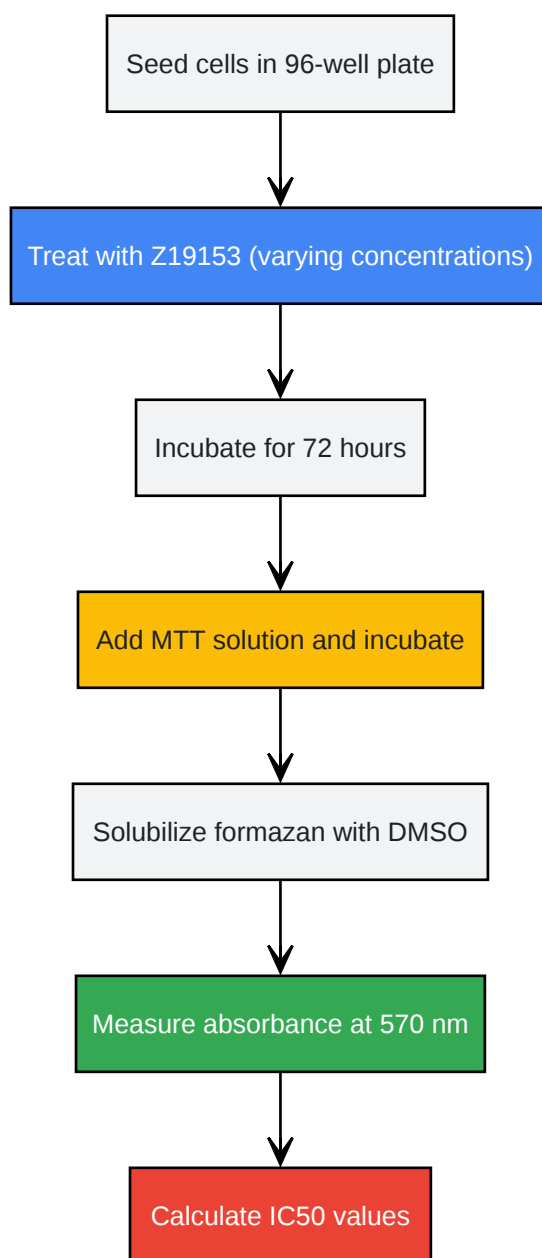 Seed cells in 96-well plate
Treat with Z19153 (varying concentrations)
Incubate for 72 hours
Add MTT solution and incubate
Solubilize formazan with DMSO
Measure absorbance at 570 nm
Calculate IC50 values